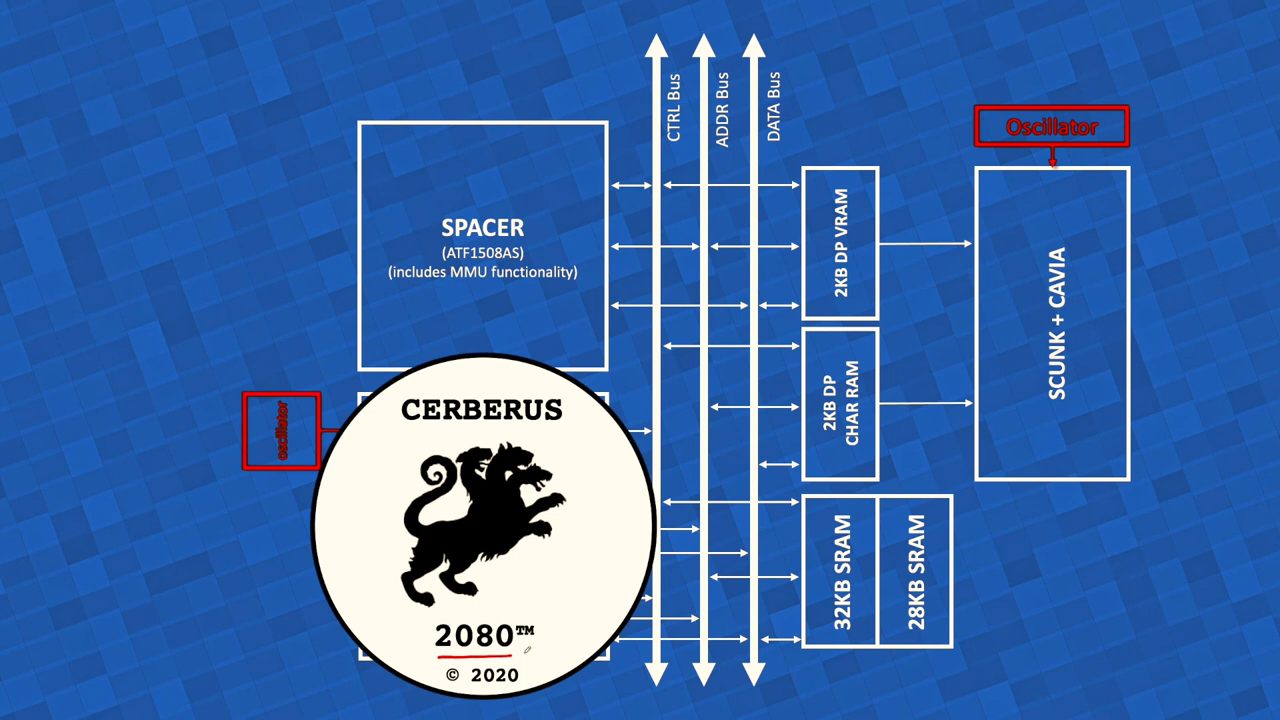 CTRL Bus
ADDR Bus
DATA Bus
Oscillator
SPACER
(ATF1508AS)
(includes MMU functionality)
2KB DP VRAM
SCUNK + CAVIA
2KB DP
CHAR RAM
oscillator
CERBERUS
32KB SRAM
28KB SRAM
2080™
© 2020